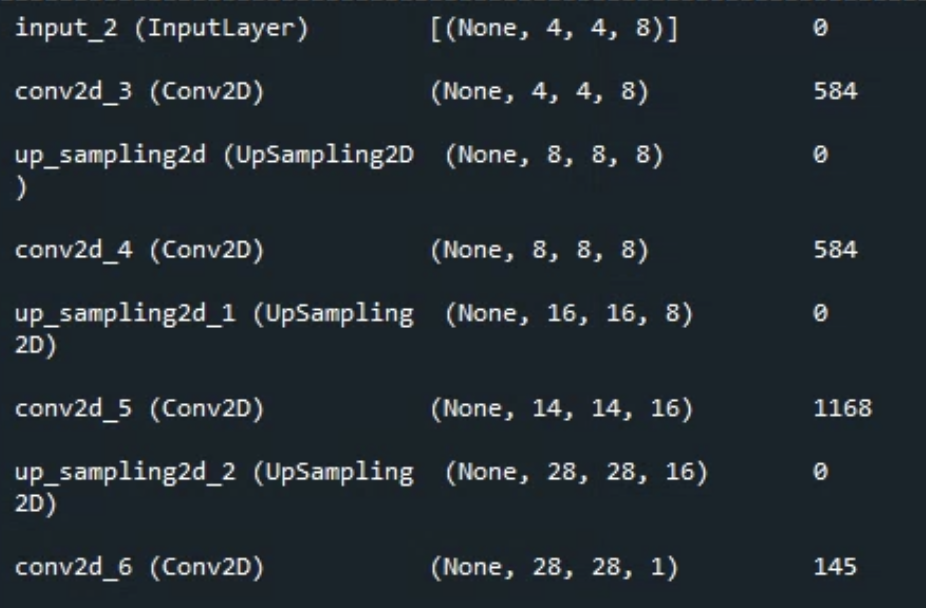 input_2 (InputLayer) [(None, 4, 4, 8)] 0
conv2d_3 (Conv2D) (None, 4, 4, 8) 584
up_sampling2d (UpSampling2D (None, 8, 8, 8) 0
)
conv2d_4 (Conv2D) (None, 8, 8, 8) 584
up_sampling2d_1 (UpSampling (None, 16, 16, 8) 0
2D)
conv2d_5 (Conv2D) (None, 14, 14, 16) 1168
up_sampling2d_2 (UpSampling (None, 28, 28, 16) 0
2D)
conv2d_6 (Conv2D) (None, 28, 28, 1) 145